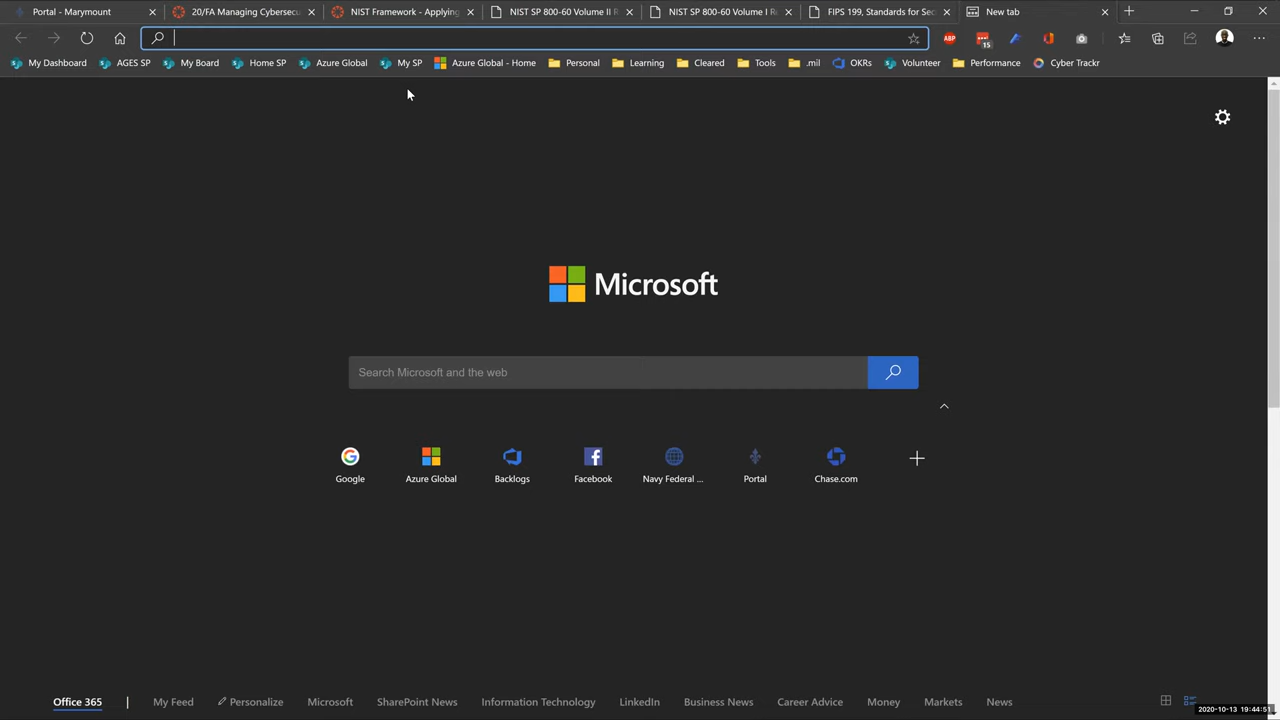 Portal - Marymount
20/FA Managing Cybersecu
NIST Framework - Applying
NIST SP 800-60 Volume II R
NIST SP 800-60 Volume I Re
FIPS 199, Standards for Sec
New tab
ABP
15
My Dashboard
AGES SP
My Board
Home SP
Azure Global
My SP
Azure Global - Home
Personal
Learning
Cleared
Tools
.mil
OKRs
Volunteer
Performance
Cyber Trackr
Microsoft
Search Microsoft and the web
Google
Azure Global
Backlogs
Facebook
Navy Federal ...
Portal
Chase.com
Office 365
My Feed
Personalize
Microsoft
SharePoint News
Information Technology
LinkedIn
Business News
Career Advice
Money
Markets
News
2020-10-13 19:44:51